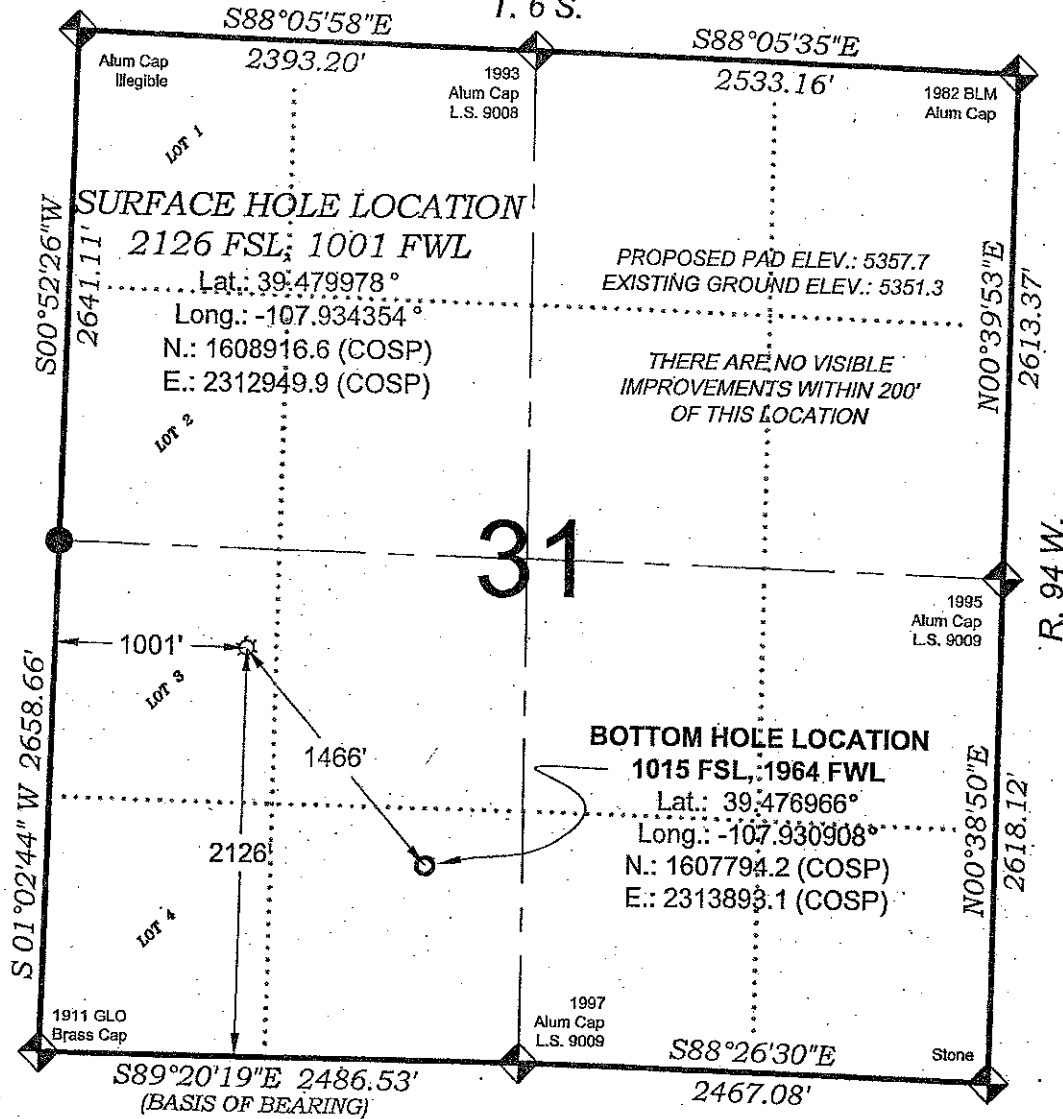 T. 6 S.
S88°05'58"E
2393.20'
S88°05'35"E
2533.16'
Alum Cap
Illegible
1993
Alum Cap
L.S. 9008
1982 BLM
Alum Cap
LOT 1
SURFACE HOLE LOCATION
2126 FSL, 1001 FWL
Lat.: 39.479978°
Long.: -107.934354°
N.: 1608916.6 (COSP)
E.: 2312949.9 (COSP)
PROPOSED PAD ELEV.: 5357.7
EXISTING GROUND ELEV.: 5351.3
THERE ARE NO VISIBLE
IMPROVEMENTS WITHIN 200'
OF THIS LOCATION
S00°52'26"W
2641.11'
N00°39'53"E
2613.37'
LOT 2
31
R. 94 W.
1995
Alum Cap
L.S. 9009
1001'
LOT 3
1466'
S 01°02'44" W 2658.66'
BOTTOM HOLE LOCATION
1015 FSL, 1964 FWL
Lat.: 39.476966°
Long.: -107.930908°
N.: 1607794.2 (COSP)
E.: 2313893.1 (COSP)
N00°38'50"E
2618.12'
2126'
LOT 4
1911 GLO
Brass Cap
1997
Alum Cap
L.S. 9009
Stone
S89°20'19"E 2486.53'
(BASIS OF BEARING)
S88°26'30"E
2467.08'